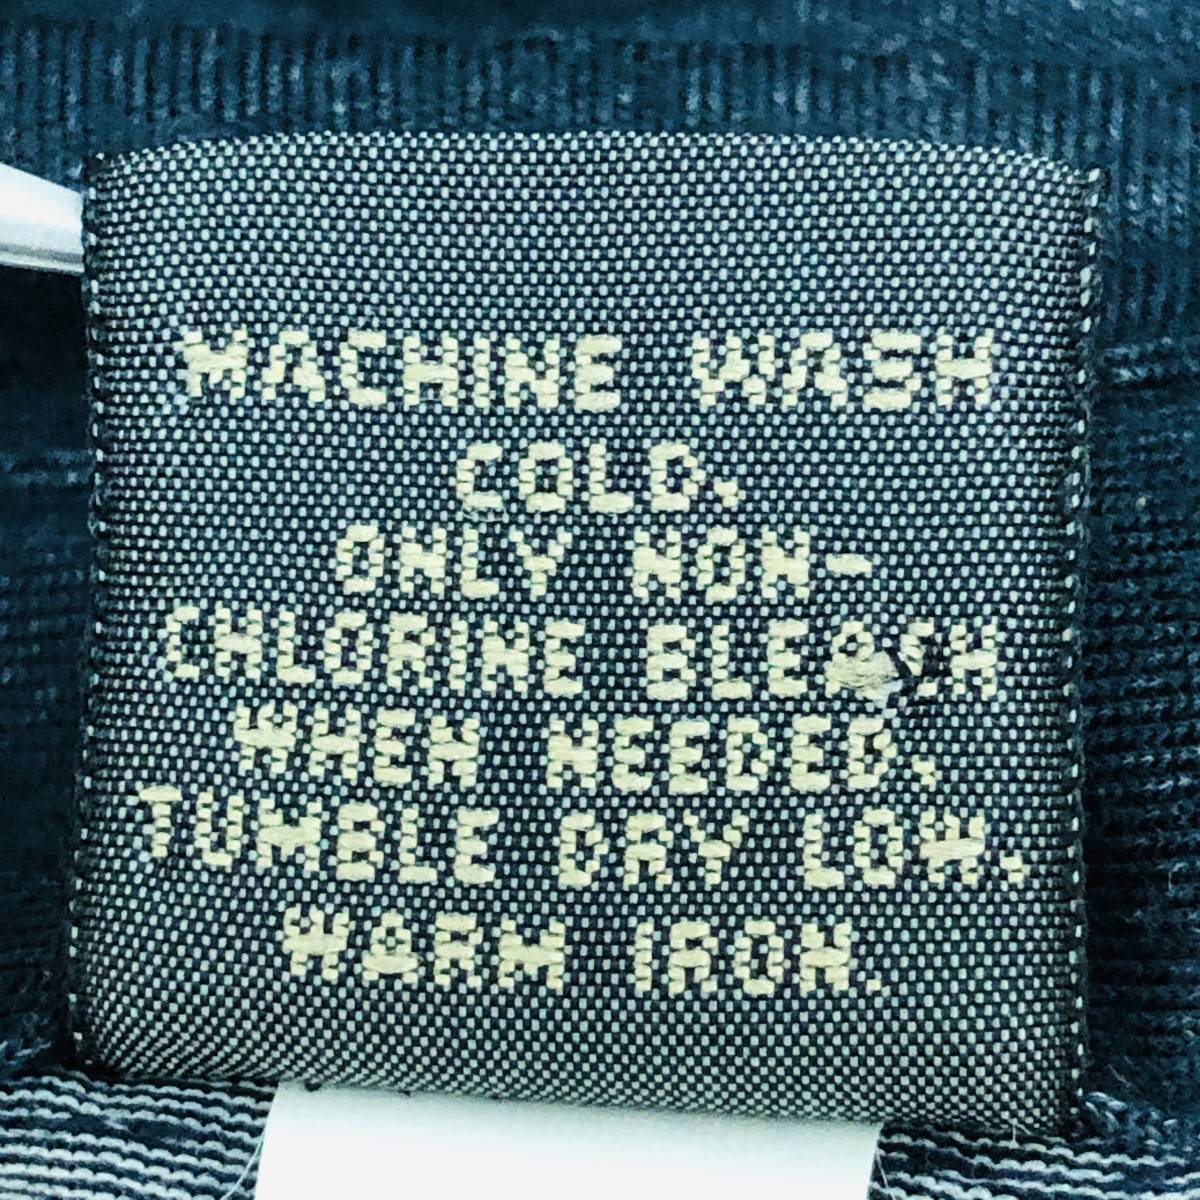 MACHINE WASH
COLD.
ONLY NON-
CHLORINE BLEACH
WHEN NEEDED.
TUMBLE DRY LOW.
WARM IRON.